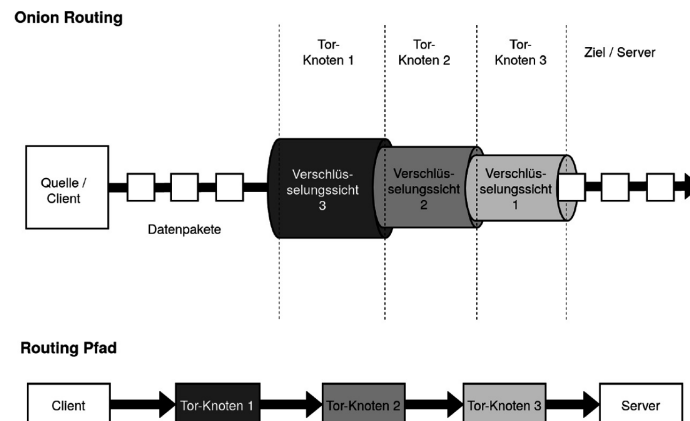 Onion Routing
Tor-
Knoten 1
Tor-
Knoten 2
Tor-
Knoten 3
Ziel / Server
Quelle /
Client
Datenpakete
Verschlüs-
selungssicht
3
Verschlüs-
selungssicht
2
Verschlüs-
selungssicht
1
Routing Pfad
Client
Tor-Knoten 1
Tor-Knoten 2
Tor-Knoten 3
Server